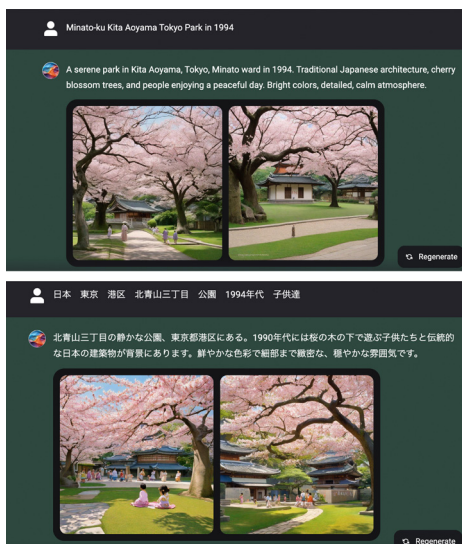 Minato-ku Kita Aoyama Tokyo Park in 1994
A serene park in Kita Aoyama, Tokyo, Minato ward in 1994. Traditional Japanese architecture, cherry
blossom trees, and people enjoying a peaceful day. Bright colors, detailed, calm atmosphere.
Regenerate
日本　東京　港区　北青山三丁目　公園　1994年代　子供達
北青山三丁目の静かな公園、東京都港区にある。1990年代には桜の木の下で遊ぶ子供たちと伝統的
な日本の建築物が背景にあります。鮮やかな色彩で細部まで緻密な、穏やかな雰囲気です。
Regenerate